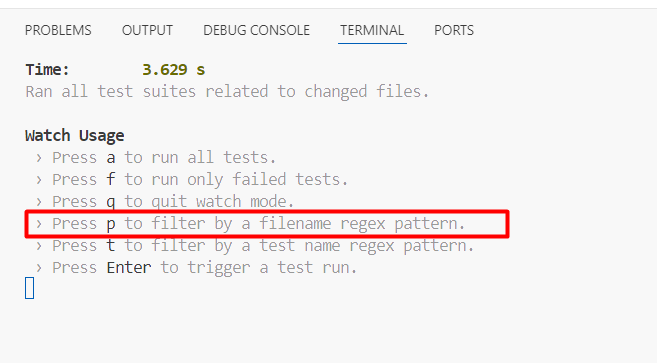 PROBLEMS OUTPUT DEBUG CONSOLE TERMINAL PORTS
Time: 3.629 s
Ran all test suites related to changed files.
Watch Usage
› Press a to run all tests.
› Press f to run only failed tests.
› Press q to quit watch mode.
› Press p to filter by a filename regex pattern.
› Press t to filter by a test name regex pattern.
› Press Enter to trigger a test run.